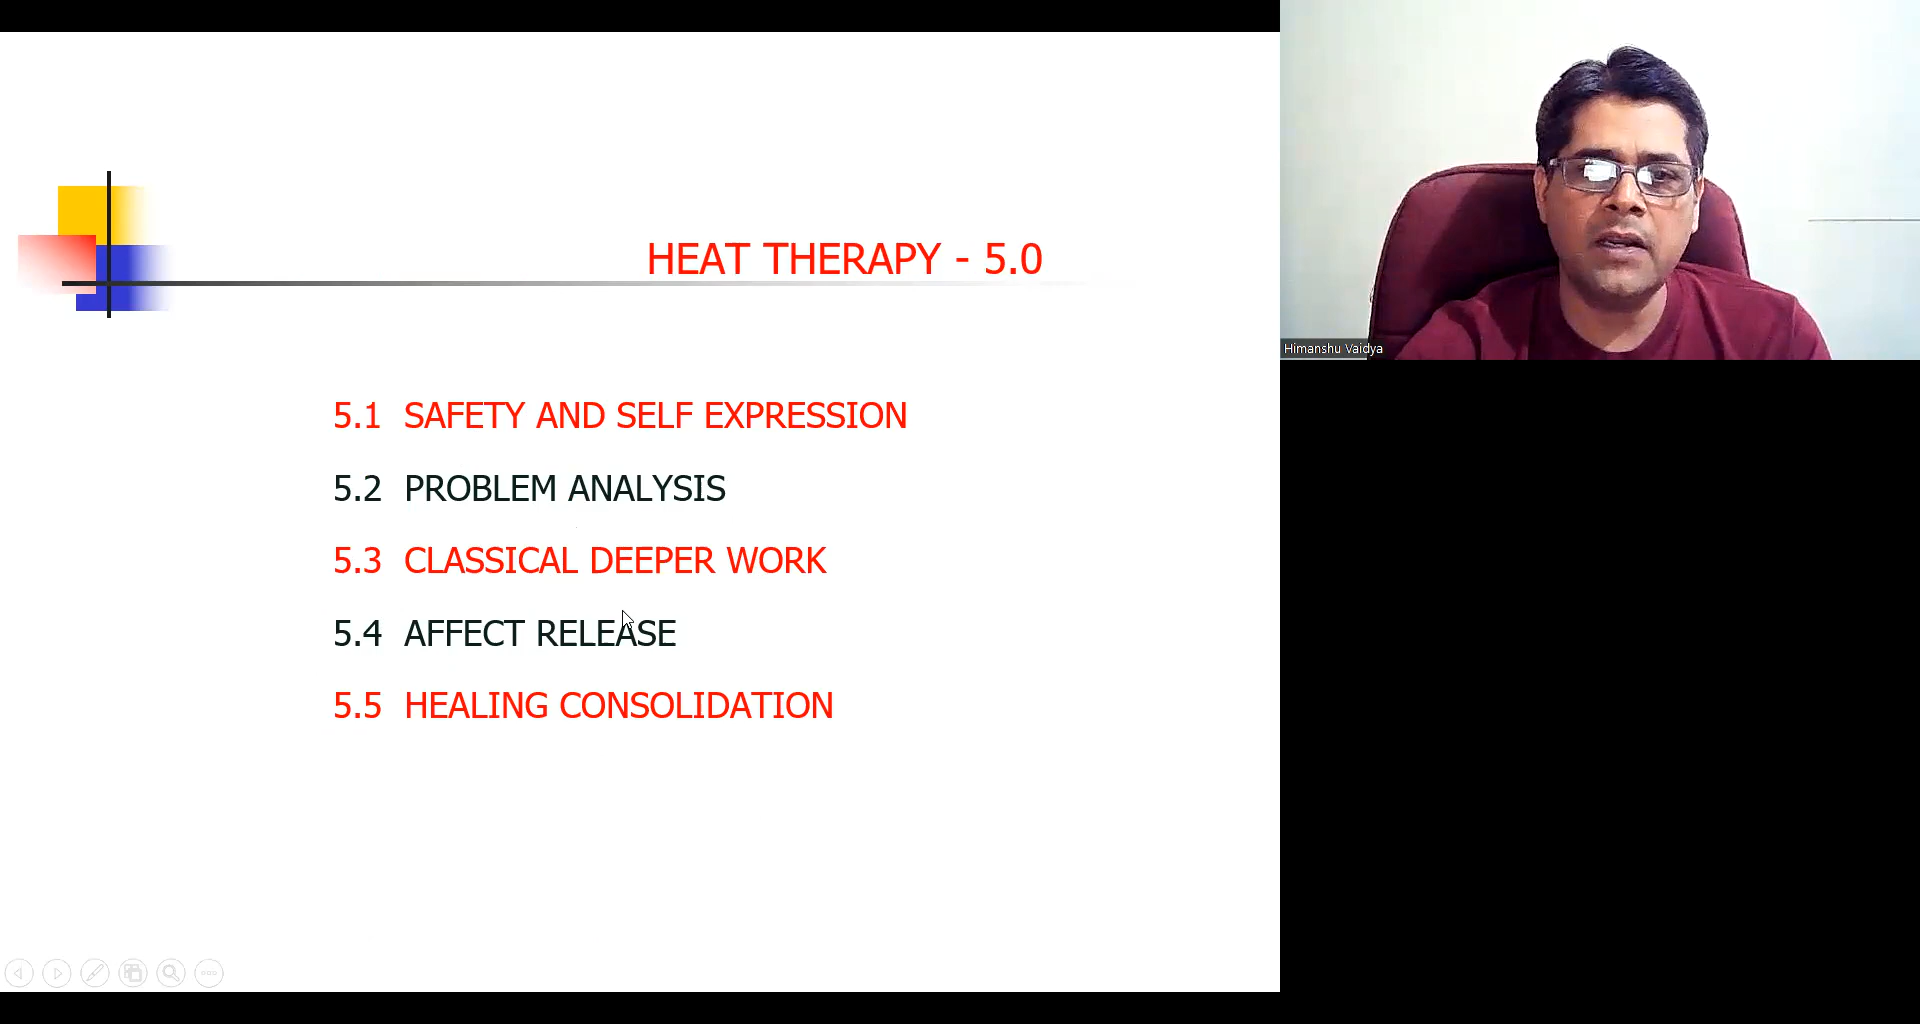 HEAT THERAPY - 5.0
5.1 SAFETY AND SELF EXPRESSION
5.2 PROBLEM ANALYSIS
5.3 CLASSICAL DEEPER WORK
5.4 AFFECT RELEASE
5.5 HEALING CONSOLIDATION
Himanshu Vaidya